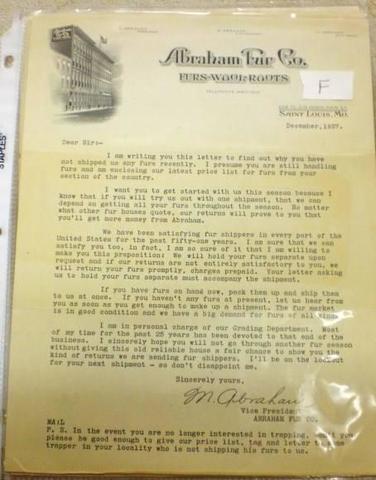 Abraham Fur Co.
FURS-WOOL-ROOTS
F
SAINT LOUIS, MO.
December, 1927.
Dear Sir:-
I am writing you this letter to find out why you have
not shipped us any furs recently. I presume you are still handling
furs and am enclosing our latest price list for furs from your
section of the country.
I want you to get started with us this season because I
know that if you will try us out with one shipment, that we can
depend on getting all your furs throughout the season. No matter
what other fur houses quote, our returns will prove to you that
you'll get more money from Abraham.
We have been satisfying fur shippers in every part of the
United States for the past fifty-one years. I am sure that we can
satisfy you too, in fact, I am so sure of it that I am willing to
make you this proposition: We will hold your furs separate upon
request and if our returns are not entirely satisfactory to you, we
will return your furs promptly, charges prepaid. Your letter asking
us to hold your furs separate must accompany the shipment.
If you have furs on hand now, pack them up and ship them
to us at once. If you haven't any furs at present, let us hear from
you as soon as you get enough to make up a shipment. The fur market
is in good condition and we have a big demand for furs of all kinds.
I am in personal charge of our Grading Department. Most
of my time for the past 25 years has been devoted to that end of the
business. I sincerely hope you will not go through another fur season
without giving this old reliable house a fair chance to show you the
kind of returns we are sending fur shippers. I'll be on the lookout
for your next shipment - so don't disappoint me.
Sincerely yours,
M. Abraham
Vice President
ABRAHAM FUR CO.
MAIL
P. S. In the event you are no longer interested in trapping, won't you
please be good enough to give our price list, tag and letter to some
trapper in your locality who is not shipping his furs to us.
STAPLES